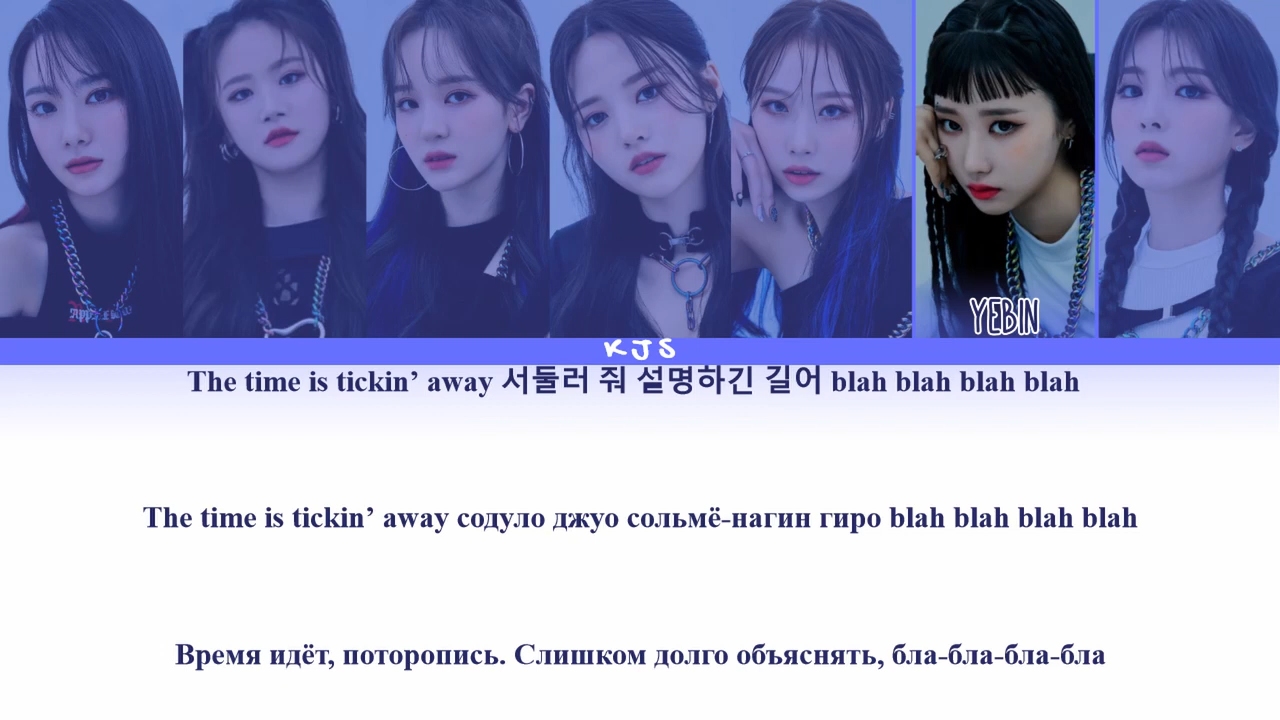 YEBIN
KJS
The time is tickin’ away 서둘러 줘 설명하긴 길어 blah blah blah blah
The time is tickin’ away содуло джуо сольмё-нагин гиро blah blah blah blah
Время идёт, поторопись. Слишком долго объяснять, бла-бла-бла-бла